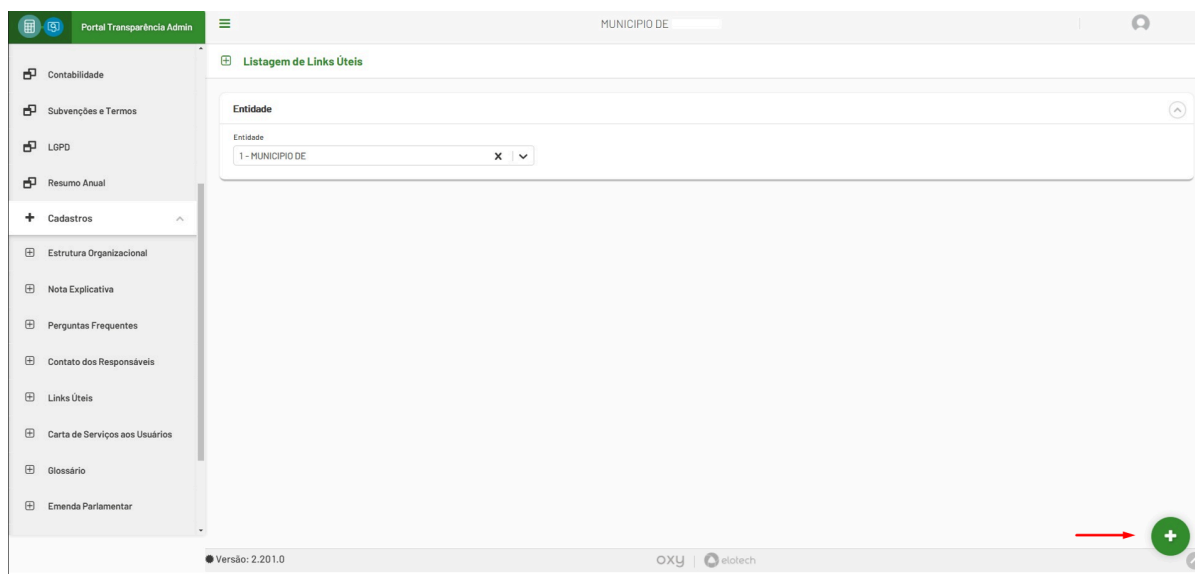 Portal Transparência Admin
MUNICIPIO DE
Contabilidade
Subvenções e Termos
LGPD
Resumo Anual
Cadastros
Estrutura Organizacional
Nota Explicativa
Perguntas Frequentes
Contato dos Responsáveis
Links Úteis
Carta de Serviços aos Usuários
Glossário
Emenda Parlamentar
Listagem de Links Úteis
Entidade
Entidade
1 - MUNICIPIO DE
Versão: 2.201.0
oxy | elotech